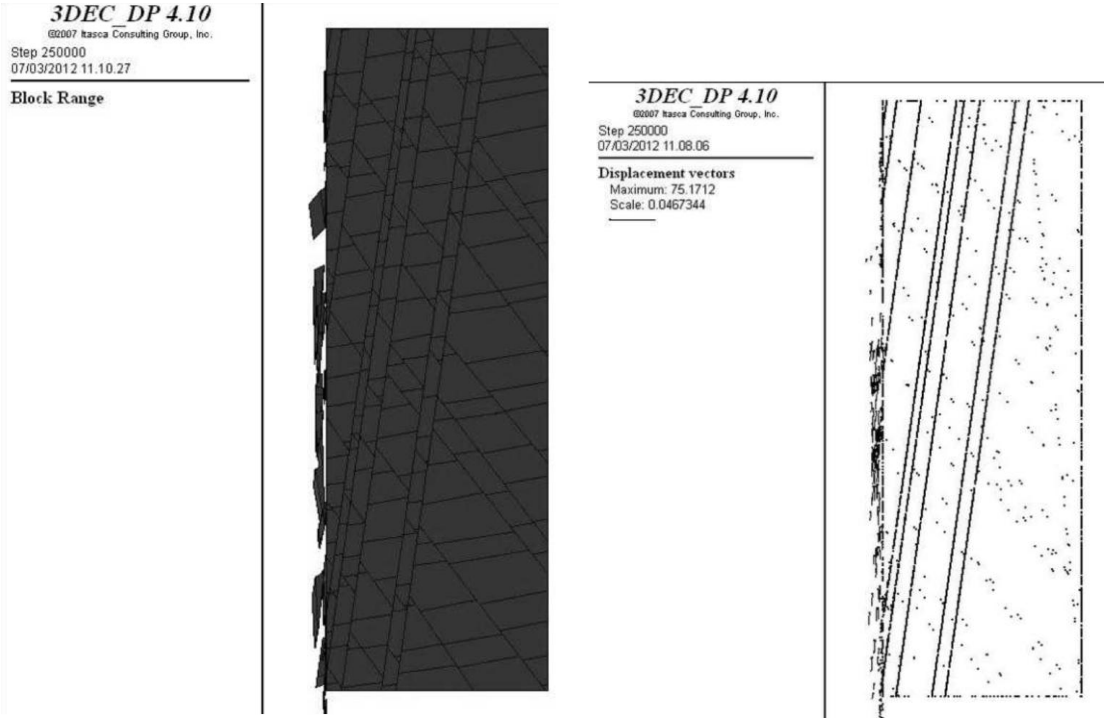 3DEC_DP 4.10
©2007 Itasca Consulting Group, Inc.
Step 250000
07/03/2012 11.10.27
Block Range
3DEC_DP 4.10
©2007 Itasca Consulting Group, Inc.
Step 250000
07/03/2012 11.08.06
Displacement vectors
Maximum: 75.1712
Scale: 0.0467344